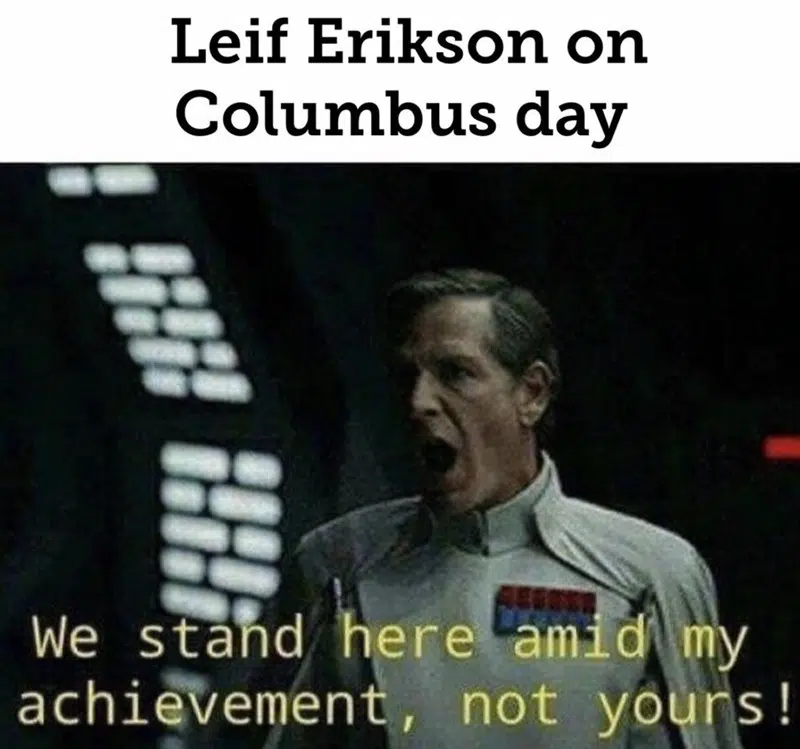 Leif Erikson on
Columbus day
We stand here amid my
achievement, not yours!